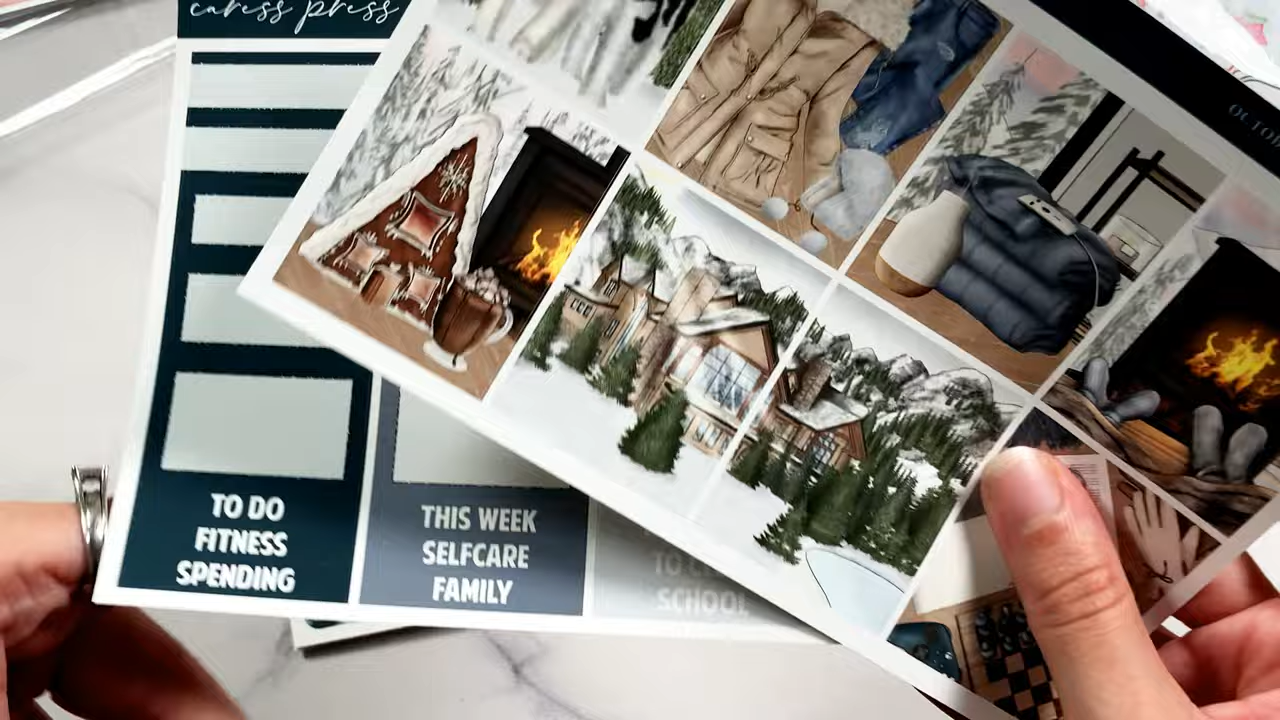 caress press
TO DO
FITNESS
SPENDING
THIS WEEK
SELFCARE
FAMILY
SCHOOL